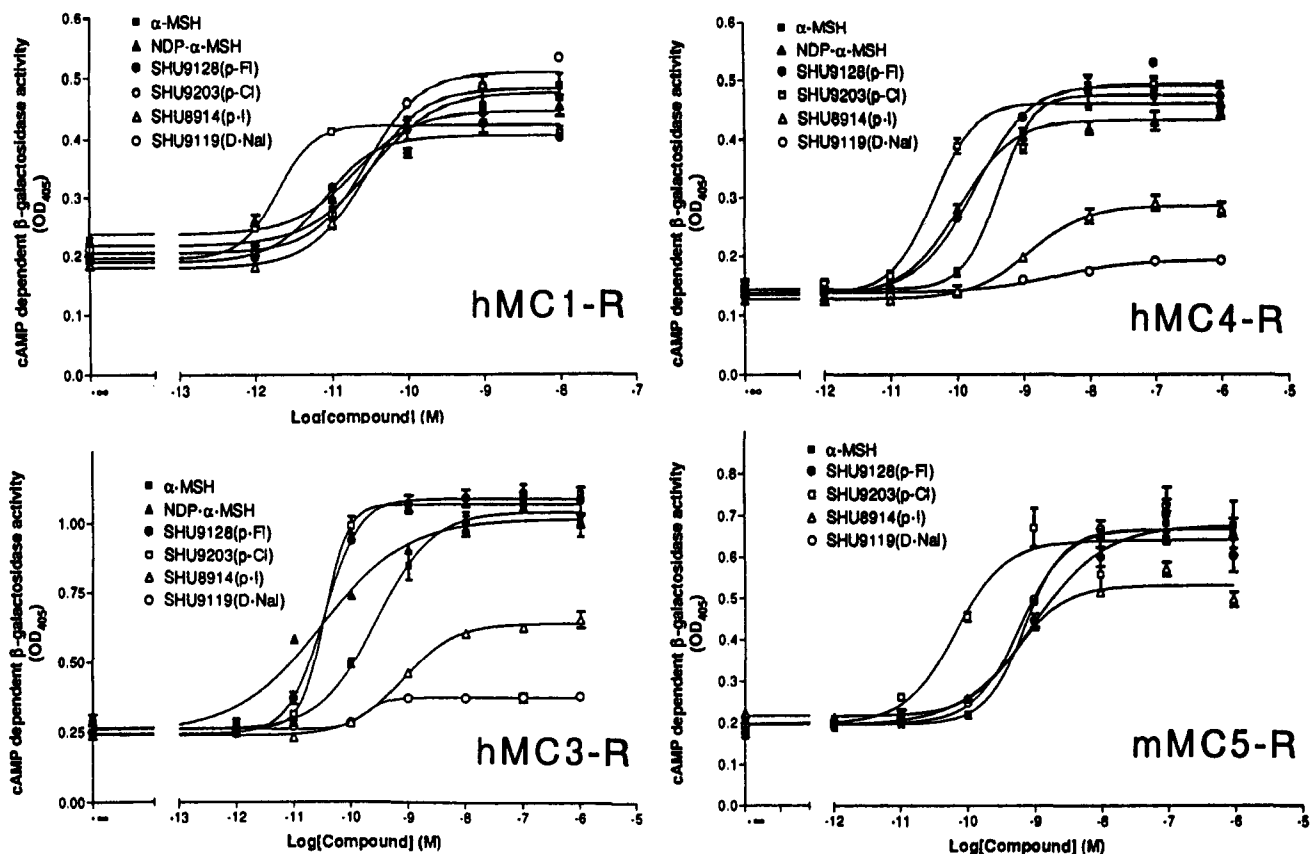 cAMP dependent β-galactosidase activity
(OD405)
0.6
0.5
0.4
0.3
0.2
0.1
0.0
α-MSH
NDP-α-MSH
SHU9128(p-Fl)
SHU9203(p-Cl)
SHU8914(p-I)
SHU9119(D-Nal)
hMC1-R
-∞
-13
-12
-11
-10
-9
-8
-7
Log[compound] (M)
cAMP dependent β-galactosidase activity
(OD405)
0.6
0.5
0.4
0.3
0.2
0.1
0.0
α-MSH
NDP-α-MSH
SHU9128(p-Fl)
SHU9203(p-Cl)
SHU8914(p-I)
SHU9119(D-Nal)
hMC4-R
-∞
-12
-11
-10
-9
-8
-7
-6
-5
Log[compound] (M)
cAMP dependent β-galactosidase activity
(OD405)
1.00
0.75
0.50
0.25
0.00
α-MSH
NDP-α-MSH
SHU9128(p-Fl)
SHU9203(p-Cl)
SHU8914(p-I)
SHU9119(D-Nal)
hMC3-R
-∞
-13
-12
-11
-10
-9
-8
-7
-6
-5
Log[Compound] (M)
cAMP dependent β-galactosidase activity
(OD405)
0.8
0.7
0.6
0.5
0.4
0.3
0.2
0.1
0.0
α-MSH
SHU9128(p-Fl)
SHU9203(p-Cl)
SHU8914(p-I)
SHU9119(D-Nal)
mMC5-R
-∞
-12
-11
-10
-9
-8
-7
-6
-5
Log[Compound] (M)